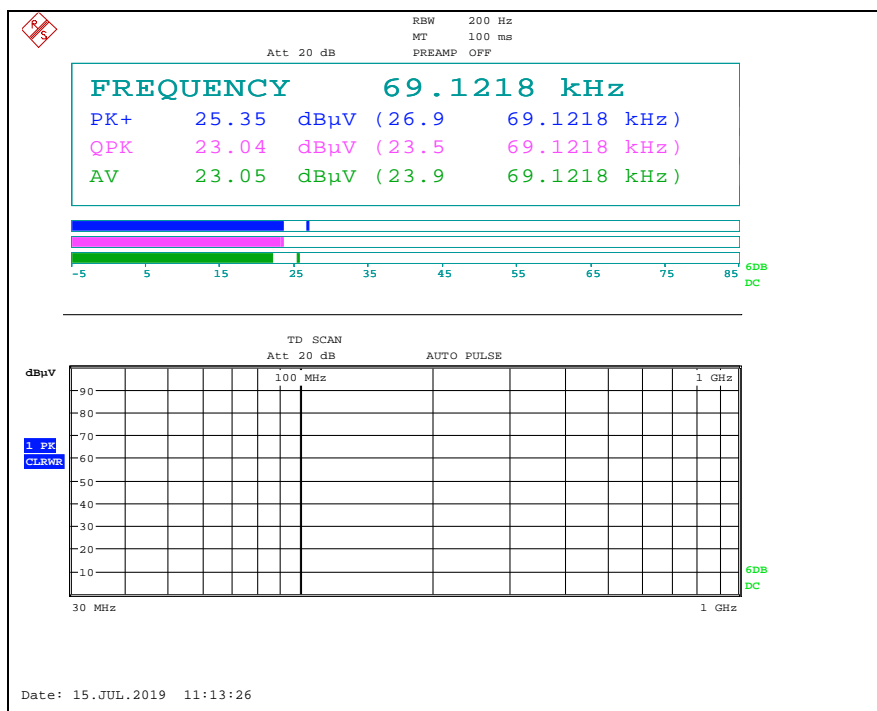 R S
RBW 200 Hz
MT 100 ms
Att 20 dB PREAMP OFF
FREQUENCY 69.1218 kHz
PK+ 25.35 dBµV (26.9 69.1218 kHz)
QPK 23.04 dBµV (23.5 69.1218 kHz)
AV 23.05 dBµV (23.9 69.1218 kHz)
-5 5 15 25 35 45 55 65 75 85
6DB
DC
TD SCAN
Att 20 dB AUTO PULSE
dBµV
100 MHz 1 GHz
90
80
70
1 PK
CLRWR
60
50
40
30
20
10
6DB
DC
30 MHz 1 GHz
Date: 15.JUL.2019 11:13:26